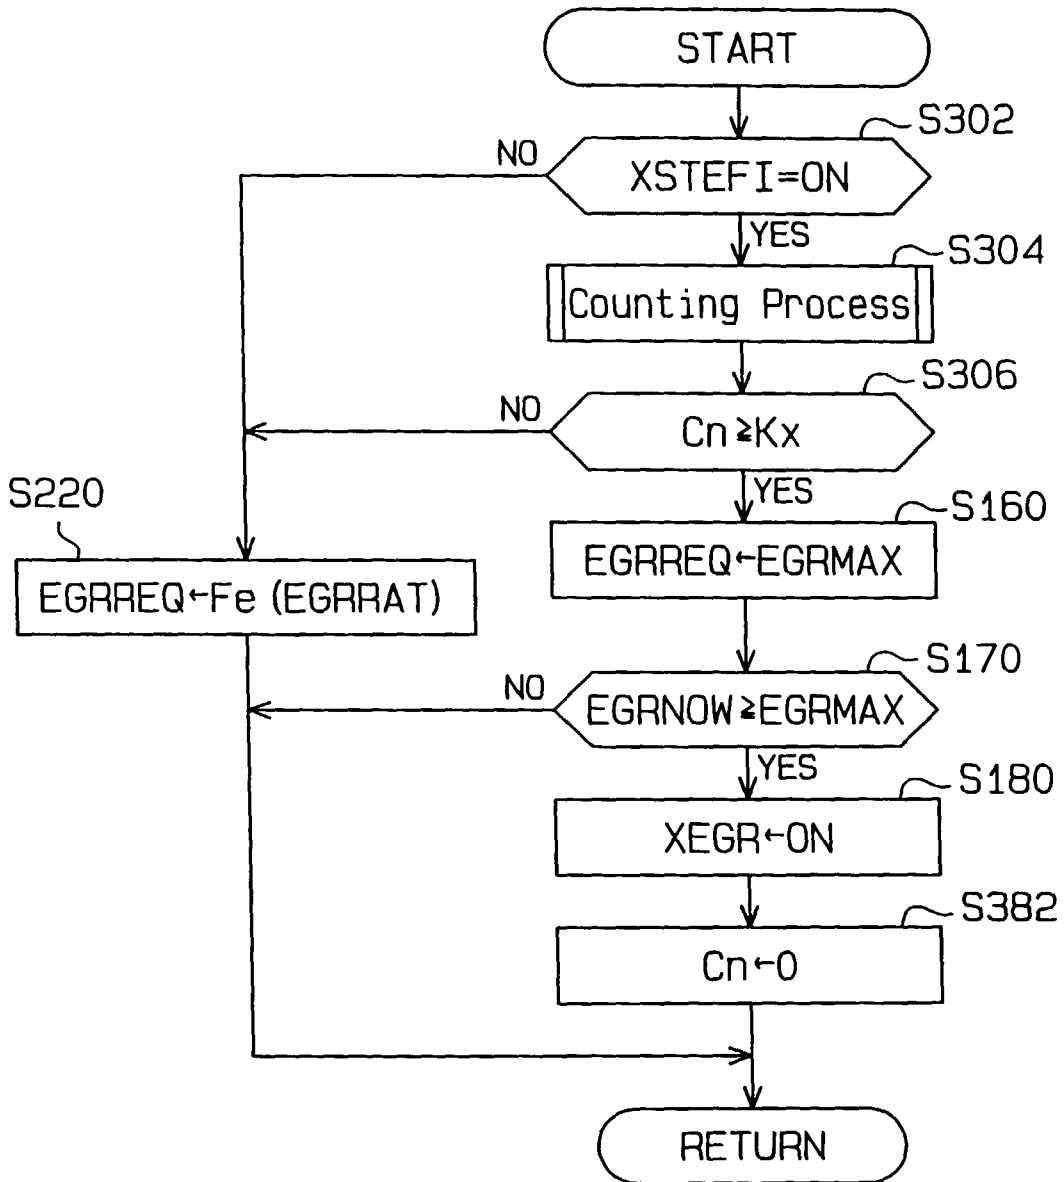 START
S302
NO
XSTEFI=ON
YES
S304
Counting Process
S306
NO
Cn≧Kx
YES
S220
S160
EGRREQ←Fe (EGRRAT)
EGRREQ←EGRMAX
S170
NO
EGRNOW≧EGRMAX
YES
S180
XEGR←ON
S382
Cn←0
RETURN